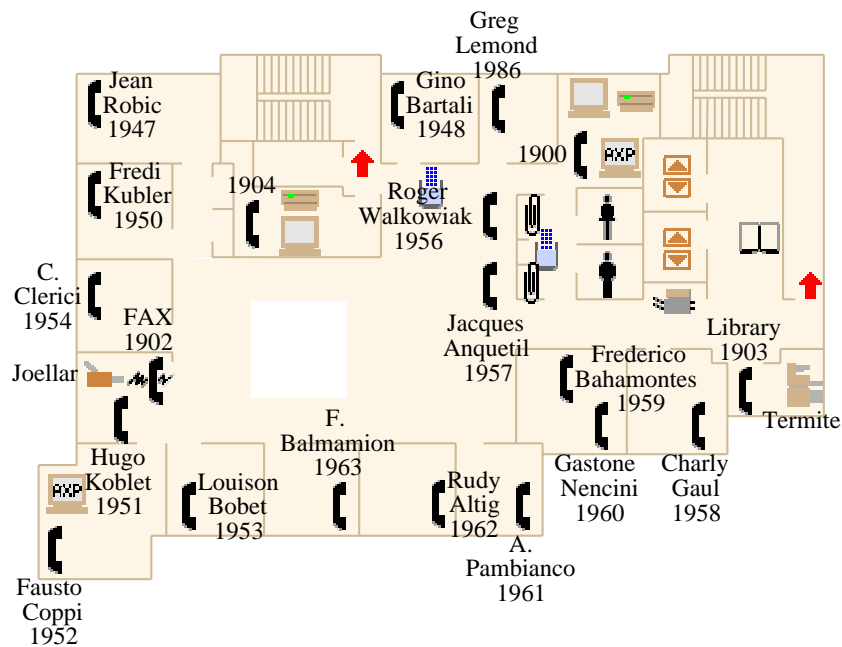 Greg
Lemond
1986
Jean
Robic
1947
Gino
Bartali
1948
1900
AXP
Fredi
Kubler
1950
1904
Roger
Walkowiak
1956
C.
Clerici
1954
FAX
1902
Jacques
Anquetil
1957
Library
1903
Joellar
Frederico
Bahamontes
1959
Termite
F.
Balmamion
1963
Hugo
Koblet
1951
AXP
Louison
Bobet
1953
Rudy
Altig
1962
Gastone
Nencini
1960
Charly
Gaul
1958
A.
Pambianco
1961
Fausto
Coppi
1952